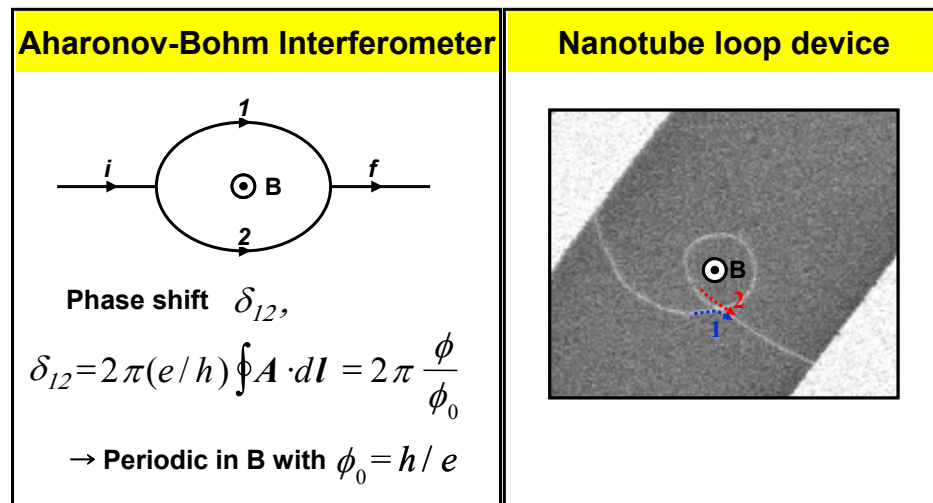 Aharonov-Bohm Interferometer
1
i
B
f
2
Phase shift δ₁₂,
δ₁₂=2π(e/h)∮A·dl = 2π ϕ/ϕ₀
→ Periodic in B with ϕ₀=h/e
Nanotube loop device
B
2
1